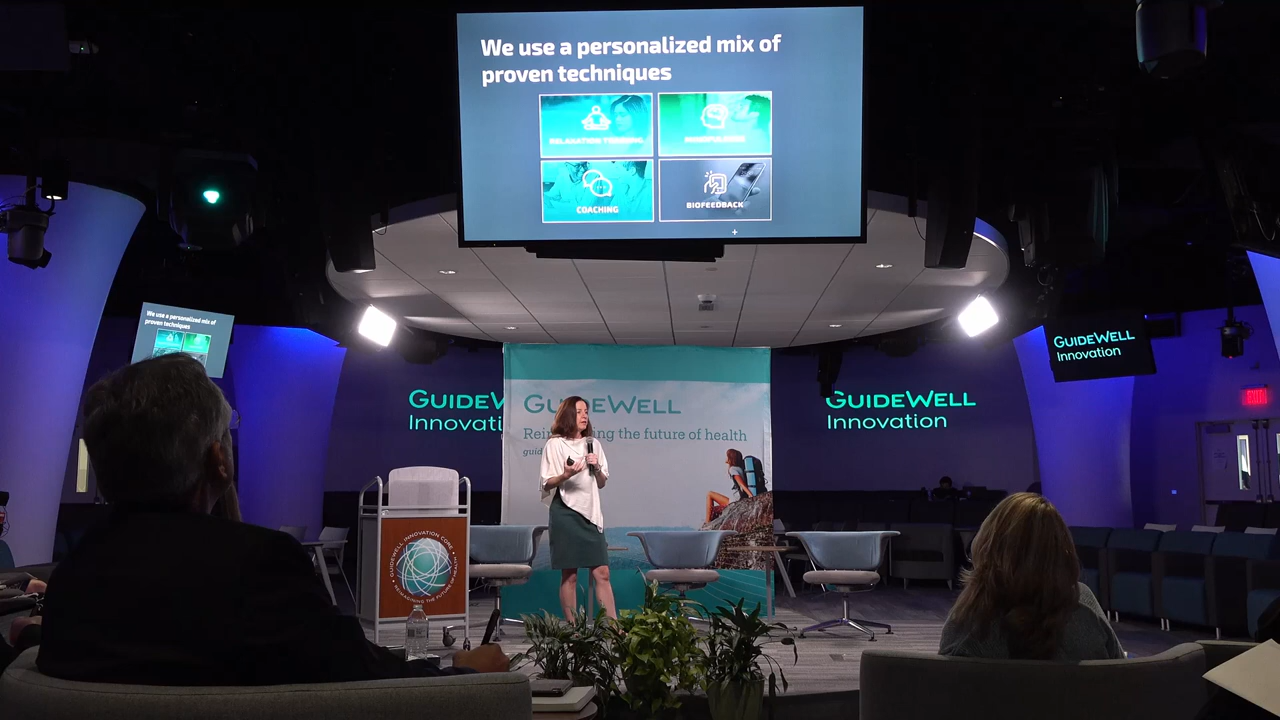 We use a personalized mix of
proven techniques
RELAXATION TRAINING
MINDFULNESS
COACHING
BIOFEEDBACK
We use a personalized mix of
proven techniques
GUIDEWELL
Innovation
GUIDEWELL
Innovation
GUIDEWELL
the future of health
GUIDEWELL
Innovation
EXIT
GUIDEWELL INNOVATION CORE
REIMAGINING THE FUTURE OF HEALTH